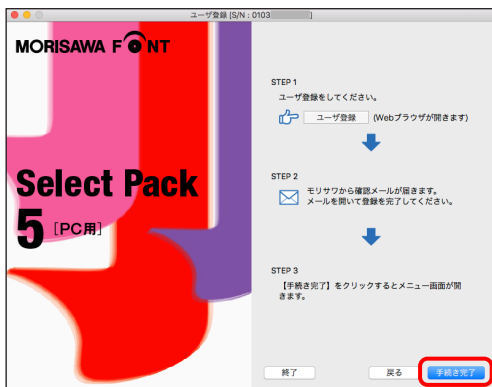 ユーザ登録 [S/N : 0103 ]
MORISAWA FONT
Select Pack
5 [PC用]
STEP 1
ユーザ登録をしてください。
ユーザ登録 (Webブラウザが開きます)
STEP 2
モリサワから確認メールが届きます。
メールを開いて登録を完了してください。
STEP 3
【手続き完了】をクリックするとメニュー画面が開
きます。
終了 戻る 手続き完了